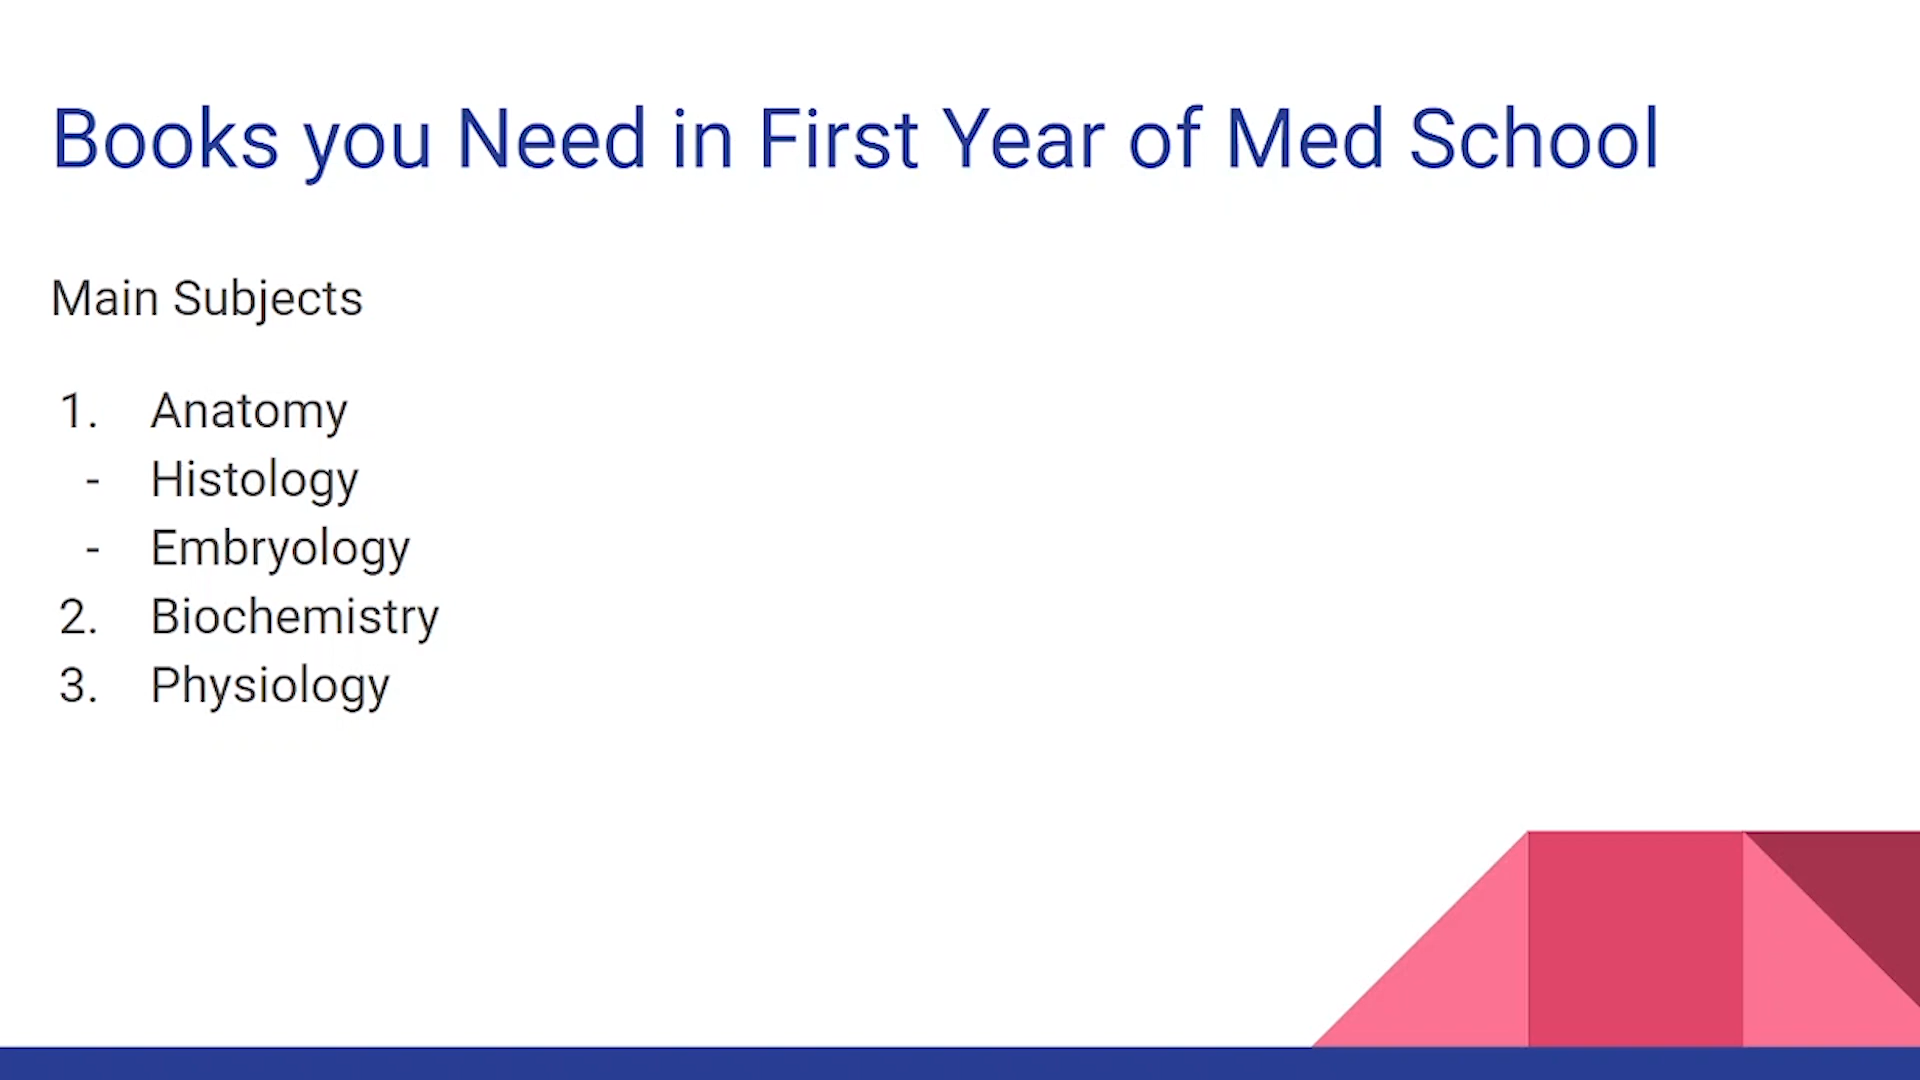 Books you Need in First Year of Med School
Main Subjects
1. Anatomy
- Histology
- Embryology
2. Biochemistry
3. Physiology